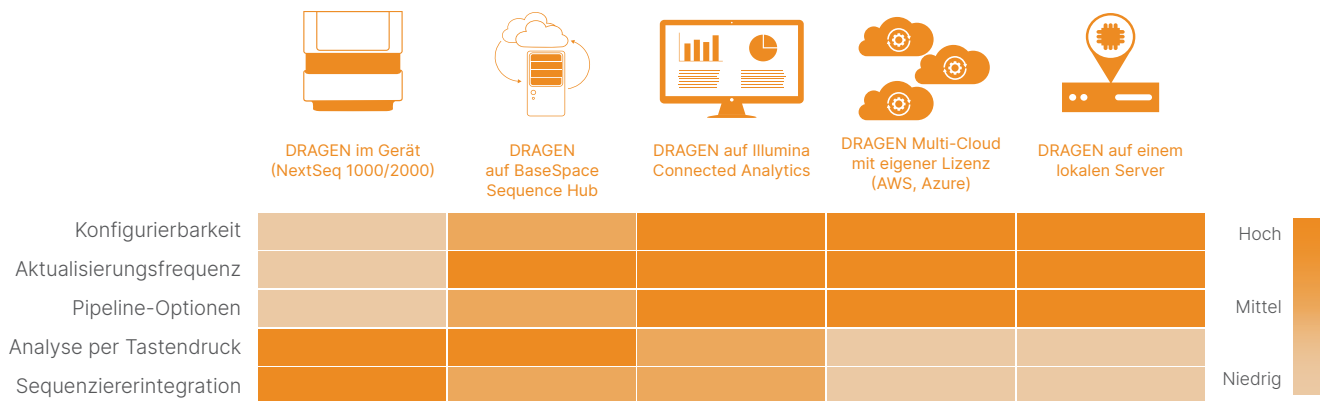 DRAGEN im Gerät
(NextSeq 1000/2000)
DRAGEN
auf BaseSpace
Sequence Hub
DRAGEN auf Illumina
Connected Analytics
DRAGEN Multi-Cloud
mit eigener Lizenz
(AWS, Azure)
DRAGEN auf einem
lokalen Server
Konfigurierbarkeit
Aktualisierungsfrequenz
Pipeline-Optionen
Analyse per Tastendruck
Sequenziererintegration
Hoch
Mittel
Niedrig